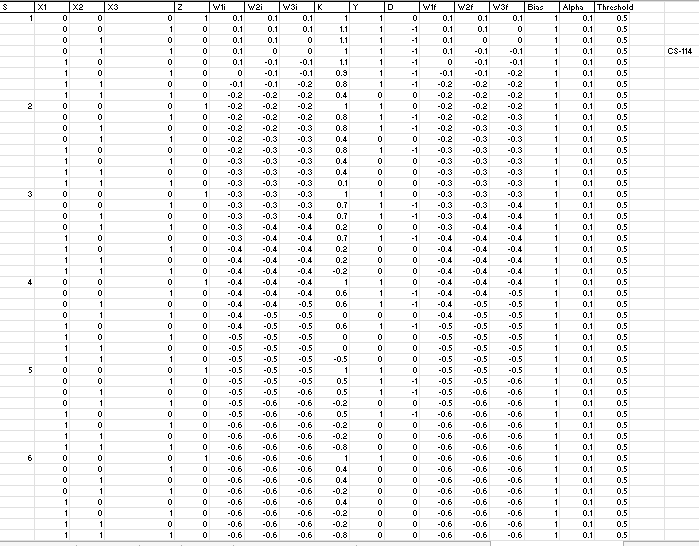 S X1 X2 X3 Z W1i W2i W3i K Y D W1f W2f W3f Bias Alpha Threshold
1 0 0 0 1 0.1 0.1 0.1 1 1 0 0.1 0.1 0.1 1 0.1 0.5
0 0 1 0 0.1 0.1 0.1 1.1 1 -1 0.1 0.1 0 1 0.1 0.5
0 1 0 0 0.1 0.1 0 1.1 1 -1 0.1 0 0 1 0.1 0.5
0 1 1 0 0.1 0 0 1 1 -1 0.1 -0.1 -0.1 1 0.1 0.5 CS-114
1 0 0 0 0.1 -0.1 -0.1 1.1 1 -1 0 -0.1 -0.1 1 0.1 0.5
1 0 1 0 0 -0.1 -0.1 0.9 1 -1 -0.1 -0.1 -0.2 1 0.1 0.5
1 1 0 0 -0.1 -0.1 -0.2 0.8 1 -1 -0.2 -0.2 -0.2 1 0.1 0.5
1 1 1 0 -0.2 -0.2 -0.2 0.4 0 0 -0.2 -0.2 -0.2 1 0.1 0.5
2 0 0 0 1 -0.2 -0.2 -0.2 1 1 0 -0.2 -0.2 -0.2 1 0.1 0.5
0 0 1 0 -0.2 -0.2 -0.2 0.8 1 -1 -0.2 -0.2 -0.3 1 0.1 0.5
0 1 0 0 -0.2 -0.2 -0.3 0.8 1 -1 -0.2 -0.3 -0.3 1 0.1 0.5
0 1 1 0 -0.2 -0.3 -0.3 0.4 0 0 -0.2 -0.3 -0.3 1 0.1 0.5
1 0 0 0 -0.2 -0.3 -0.3 0.8 1 -1 -0.3 -0.3 -0.3 1 0.1 0.5
1 0 1 0 -0.3 -0.3 -0.3 0.4 0 0 -0.3 -0.3 -0.3 1 0.1 0.5
1 1 0 0 -0.3 -0.3 -0.3 0.4 0 0 -0.3 -0.3 -0.3 1 0.1 0.5
1 1 1 0 -0.3 -0.3 -0.3 0.1 0 0 -0.3 -0.3 -0.3 1 0.1 0.5
3 0 0 0 1 -0.3 -0.3 -0.3 1 1 0 -0.3 -0.3 -0.3 1 0.1 0.5
0 0 1 0 -0.3 -0.3 -0.3 0.7 1 -1 -0.3 -0.3 -0.4 1 0.1 0.5
0 1 0 0 -0.3 -0.3 -0.4 0.7 1 -1 -0.3 -0.4 -0.4 1 0.1 0.5
0 1 1 0 -0.3 -0.4 -0.4 0.2 0 0 -0.3 -0.4 -0.4 1 0.1 0.5
1 0 0 0 -0.3 -0.4 -0.4 0.7 1 -1 -0.4 -0.4 -0.4 1 0.1 0.5
1 0 1 0 -0.4 -0.4 -0.4 0.2 0 0 -0.4 -0.4 -0.4 1 0.1 0.5
1 1 0 0 -0.4 -0.4 -0.4 0.2 0 0 -0.4 -0.4 -0.4 1 0.1 0.5
1 1 1 0 -0.4 -0.4 -0.4 -0.2 0 0 -0.4 -0.4 -0.4 1 0.1 0.5
4 0 0 0 1 -0.4 -0.4 -0.4 1 1 0 -0.4 -0.4 -0.4 1 0.1 0.5
0 0 1 0 -0.4 -0.4 -0.4 0.6 1 -1 -0.4 -0.4 -0.5 1 0.1 0.5
0 1 0 0 -0.4 -0.4 -0.5 0.6 1 -1 -0.4 -0.5 -0.5 1 0.1 0.5
0 1 1 0 -0.4 -0.5 -0.5 0 0 0 -0.4 -0.5 -0.5 1 0.1 0.5
1 0 0 0 -0.4 -0.5 -0.5 0.6 1 -1 -0.5 -0.5 -0.5 1 0.1 0.5
1 0 1 0 -0.5 -0.5 -0.5 0 0 0 -0.5 -0.5 -0.5 1 0.1 0.5
1 1 0 0 -0.5 -0.5 -0.5 0 0 0 -0.5 -0.5 -0.5 1 0.1 0.5
1 1 1 0 -0.5 -0.5 -0.5 -0.5 0 0 -0.5 -0.5 -0.5 1 0.1 0.5
5 0 0 0 1 -0.5 -0.5 -0.5 1 1 0 -0.5 -0.5 -0.5 1 0.1 0.5
0 0 1 0 -0.5 -0.5 -0.5 0.5 1 -1 -0.5 -0.5 -0.6 1 0.1 0.5
0 1 0 0 -0.5 -0.5 -0.6 0.5 1 -1 -0.5 -0.6 -0.6 1 0.1 0.5
0 1 1 0 -0.5 -0.6 -0.6 -0.2 0 0 -0.5 -0.6 -0.6 1 0.1 0.5
1 0 0 0 -0.5 -0.6 -0.6 0.5 1 -1 -0.6 -0.6 -0.6 1 0.1 0.5
1 0 1 0 -0.6 -0.6 -0.6 -0.2 0 0 -0.6 -0.6 -0.6 1 0.1 0.5
1 1 0 0 -0.6 -0.6 -0.6 -0.2 0 0 -0.6 -0.6 -0.6 1 0.1 0.5
1 1 1 0 -0.6 -0.6 -0.6 -0.8 0 0 -0.6 -0.6 -0.6 1 0.1 0.5
6 0 0 0 1 -0.6 -0.6 -0.6 1 1 0 -0.6 -0.6 -0.6 1 0.1 0.5
0 0 1 0 -0.6 -0.6 -0.6 0.4 0 0 -0.6 -0.6 -0.6 1 0.1 0.5
0 1 0 0 -0.6 -0.6 -0.6 0.4 0 0 -0.6 -0.6 -0.6 1 0.1 0.5
0 1 1 0 -0.6 -0.6 -0.6 -0.2 0 0 -0.6 -0.6 -0.6 1 0.1 0.5
1 0 0 0 -0.6 -0.6 -0.6 0.4 0 0 -0.6 -0.6 -0.6 1 0.1 0.5
1 0 1 0 -0.6 -0.6 -0.6 -0.2 0 0 -0.6 -0.6 -0.6 1 0.1 0.5
1 1 0 0 -0.6 -0.6 -0.6 -0.2 0 0 -0.6 -0.6 -0.6 1 0.1 0.5
1 1 1 0 -0.6 -0.6 -0.6 -0.8 0 0 -0.6 -0.6 -0.6 1 0.1 0.5